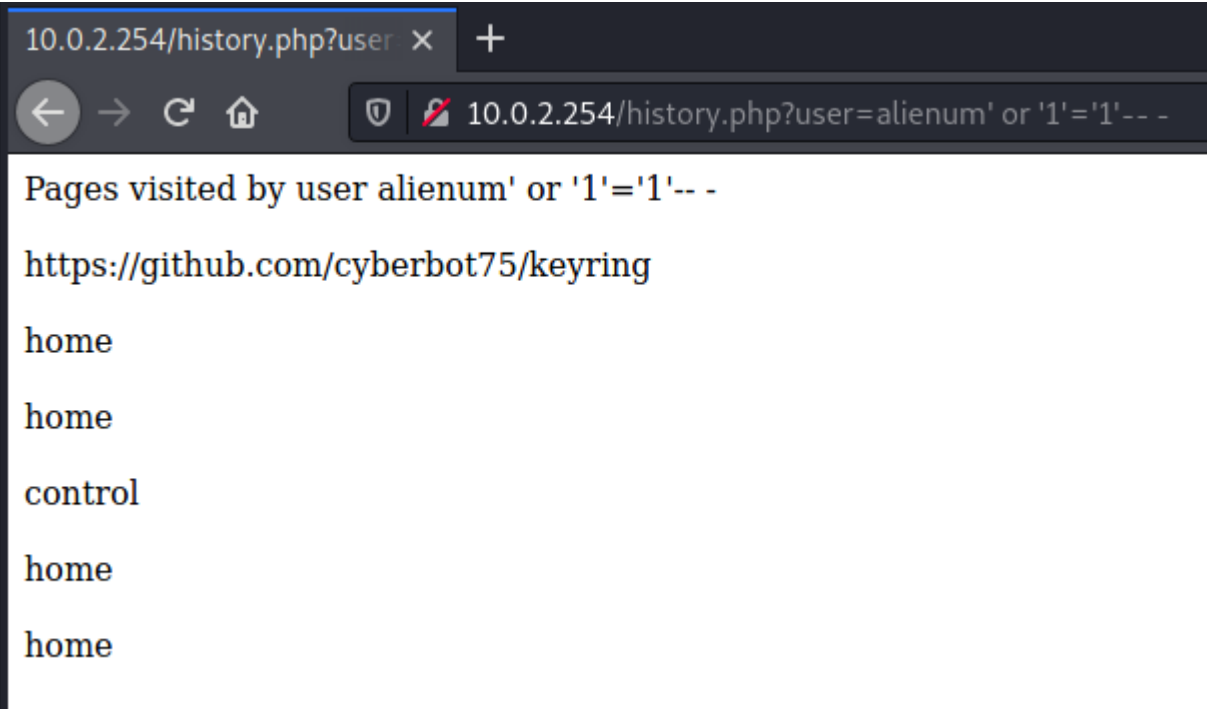 10.0.2.254/history.php?user
10.0.2.254/history.php?user=alienum' or '1'='1'-- -
Pages visited by user alienum' or '1'='1'-- -
https://github.com/cyberbot75/keyring
home
home
control
home
home